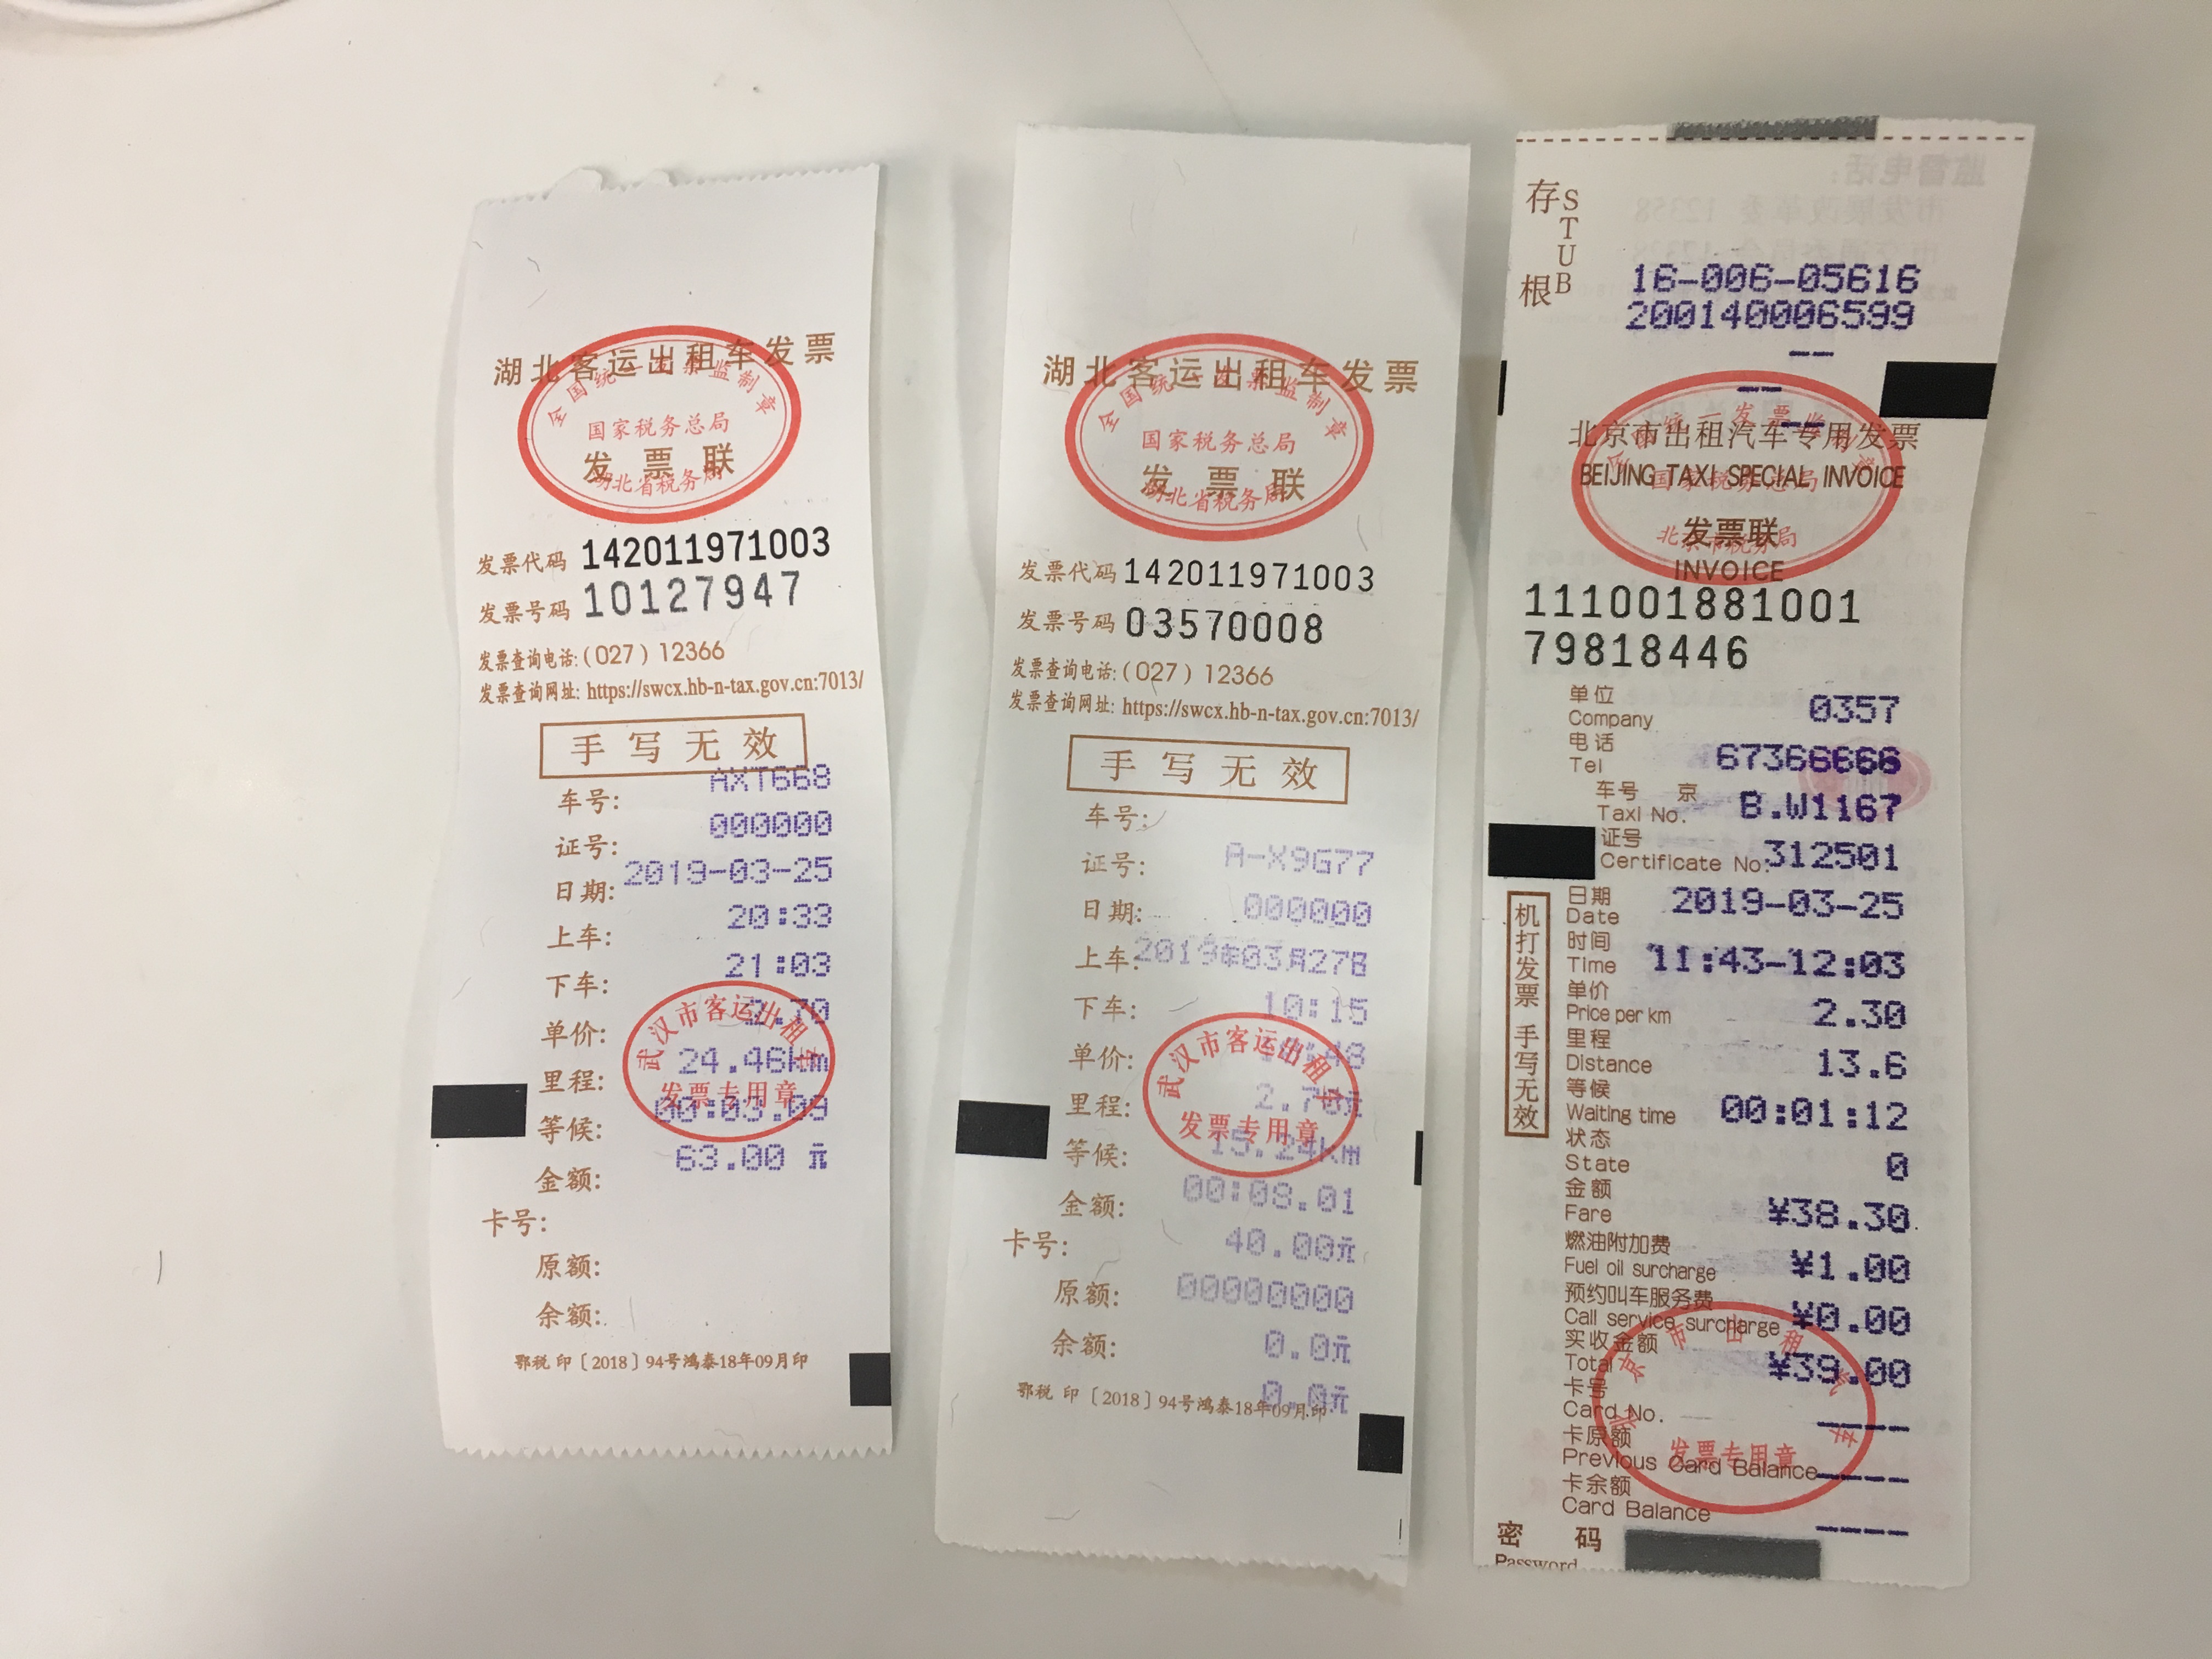 湖北客运出租车发票
全国统一发票监制章
国家税务总局
发票联
湖北省税务局
发票代码 142011971003
发票号码 10127947
发票查询电话:(027) 12366
发票查询网址: https://swcx.hb-n-tax.gov.cn:7013/
手写无效
车号: AXT668
证号: 000000
日期: 2019-03-25
上车: 20:33
下车: 21:03
单价: 2.70
里程: 24.46km
等候: 00:03.09
金额: 63.00 元
武汉市客运出租车
发票专用章
卡号:
原额:
余额:
鄂税 印〔2018〕94号鸿泰18年09月印
湖北客运出租车发票
全国统一发票监制章
国家税务总局
发票联
湖北省税务局
发票代码 142011971003
发票号码 03570008
发票查询电话:(027) 12366
发票查询网址: https://swcx.hb-n-tax.gov.cn:7013/
手写无效
车号:
证号: A-X9G77
日期: 000000
上车: 2019年03月27日
下车: 10:15
单价:
里程:
等候: 15.24km
金额: 00:08.01
卡号: 40.00元
原额: 00000000
余额: 0.0元
0.0元
武汉市客运出租车
发票专用章
鄂税 印〔2018〕94号鸿泰18年09月印
存根
STUB
16-006-05616
200140006599
北京市出租汽车专用发票
BEIJING TAXI SPECIAL INVOICE
全国统一发票监制章
国家税务总局
北京市税务局
发票联
INVOICE
111001881001
79818446
单位
Company 0357
电话
Tel 67366666
车号 京
Taxi No. B.W1167
证号
Certificate No. 312501
日期
Date 2019-03-25
时间
Time 11:43-12:03
单价
Price per km 2.30
里程
Distance 13.6
等候
Waiting time 00:01:12
状态
State 0
金额
Fare ¥38.30
燃油附加费
Fuel oil surcharge ¥1.00
预约叫车服务费
Call service surcharge ¥0.00
实收金额
Total ¥39.00
卡号
Card No. ----
卡原额
Previous Card Balance ----
卡余额
Card Balance ----
机打发票 手写无效
北京市出租汽车
发票专用章
密码
Password